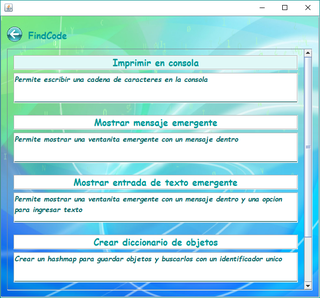 FindCode
Imprimir en consola
Permite escribir una cadena de caracteres en la consola
Mostrar mensaje emergente
Permite mostrar una ventanita emergente con un mensaje dentro
Mostrar entrada de texto emergente
Permite mostrar una ventanita emergente con un mensaje dentro y una opcion
para ingresar texto
Crear diccionario de objetos
Crear un hashmap para guardar objetos y buscarlos con un identificador unico